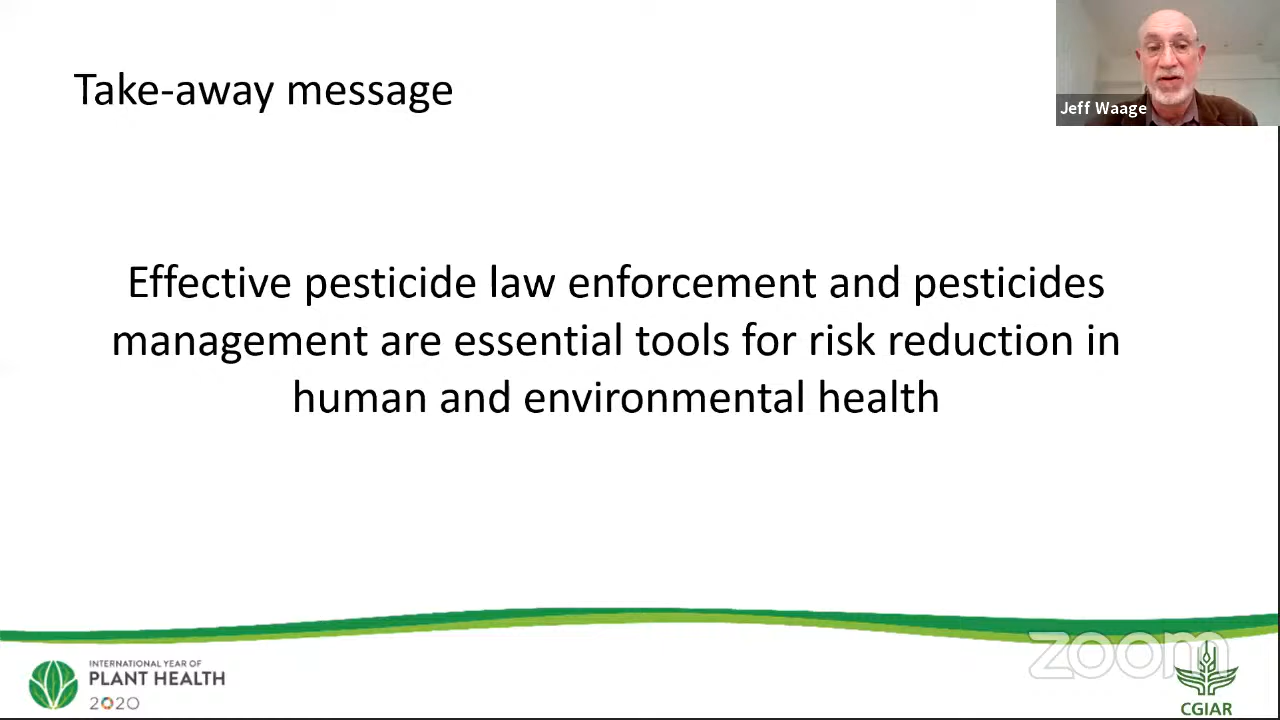 Take-away message
Jeff Waage
Effective pesticide law enforcement and pesticides
management are essential tools for risk reduction in
human and environmental health
INTERNATIONAL YEAR OF
PLANT HEALTH
2020
zoom
CGIAR